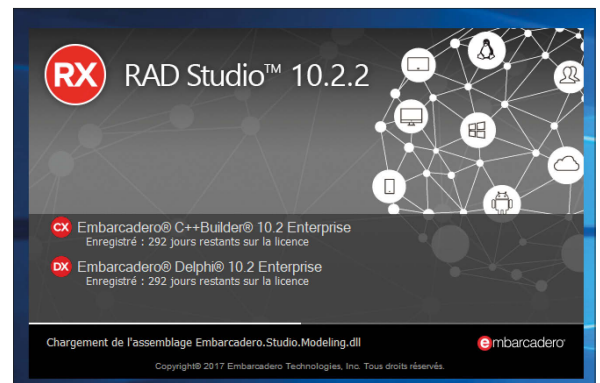 RX RAD Studio™ 10.2.2
CX Embarcadero® C++Builder® 10.2 Enterprise
Enregistré : 292 jours restants sur la licence
DX Embarcadero® Delphi® 10.2 Enterprise
Enregistré : 292 jours restants sur la licence
Chargement de l'assemblage Embarcadero.Studio.Modeling.dll
embarcadero®
Copyright® 2017 Embarcadero Technologies, Inc. Tous droits réservés.